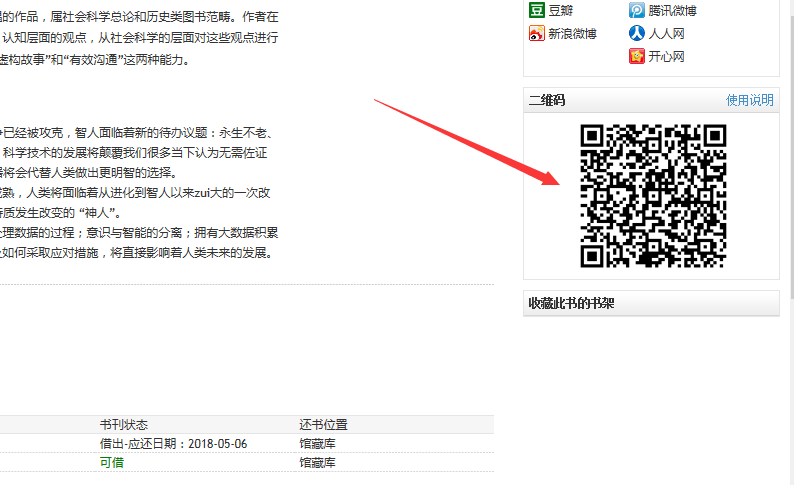 的作品，属社会科学总论和历史类图书范畴。作者在
认知层面的观点，从社会科学的层面对这些观点进行
虚构故事”和“有效沟通”这两种能力。
已经被攻克，智人面临着新的待办议题：永生不老、
科学技术的发展将颠覆我们很多当下认为无需佐证
将会代替人类做出更明智的选择。
熟，人类将面临着从进化到智人以来zui大的一次改
质发生改变的“神人”。
理数据的过程；意识与智能的分离；拥有大数据积累
如何采取应对措施，将直接影响着人类未来的发展。
书刊状态 还书位置
借出-应还日期：2018-05-06 馆藏库
可借 馆藏库
豆 豆瓣 腾讯微博
新浪微博 人人网
开心网
二维码 使用说明
收藏此书的书架